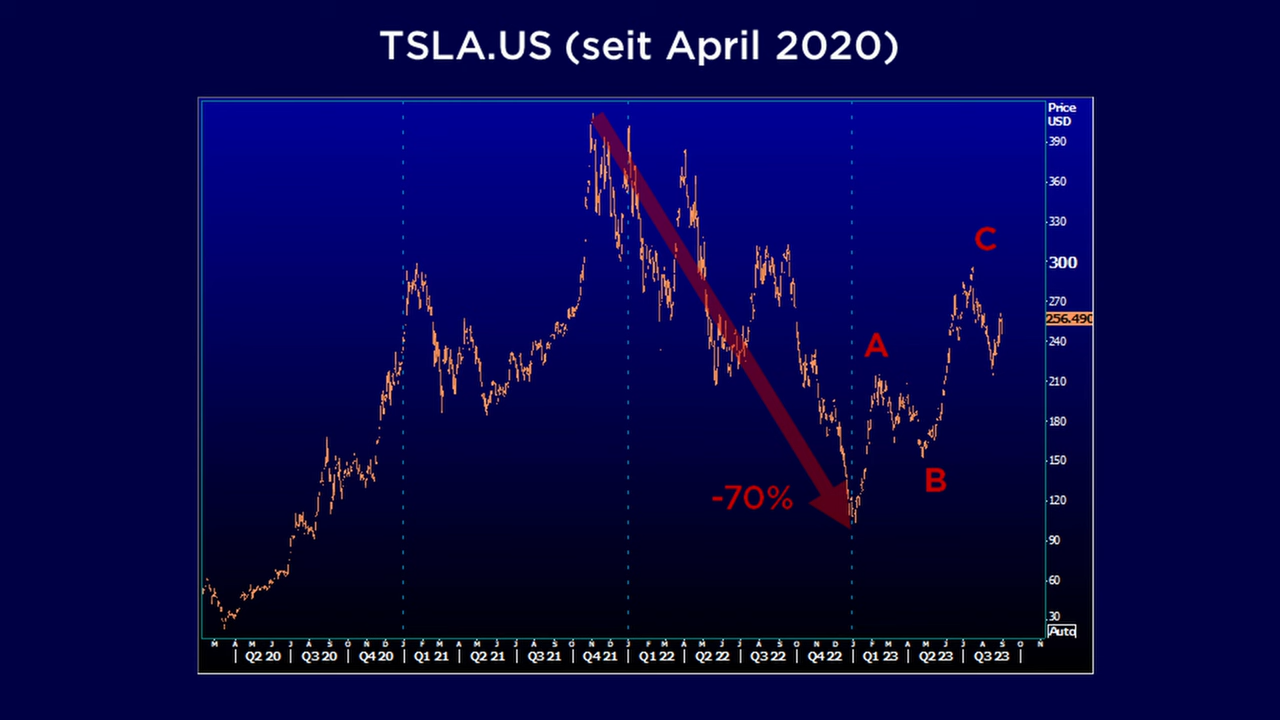 TSLA.US (seit April 2020)
Price
USD
390
360
330
C
300
270
256.490
240
A
210
180
150
B
-70%
120
90
60
30
Auto
M A M J J A S O N D J F M A M J J A S O N D J F M A M J J A S O N D J F M A M J J A S O N
Q2 20 Q3 20 Q4 20 Q1 21 Q2 21 Q3 21 Q4 21 Q1 22 Q2 22 Q3 22 Q4 22 Q1 23 Q2 23 Q3 23